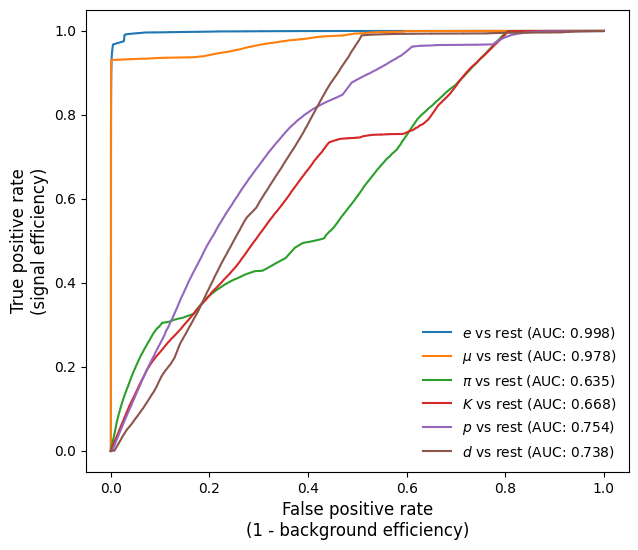 True positive rate
(signal efficiency)
1.0
0.8
0.6
0.4
0.2
0.0
e vs rest (AUC: 0.998)
μ vs rest (AUC: 0.978)
π vs rest (AUC: 0.635)
K vs rest (AUC: 0.668)
p vs rest (AUC: 0.754)
d vs rest (AUC: 0.738)
0.0 0.2 0.4 0.6 0.8 1.0
False positive rate
(1 - background efficiency)